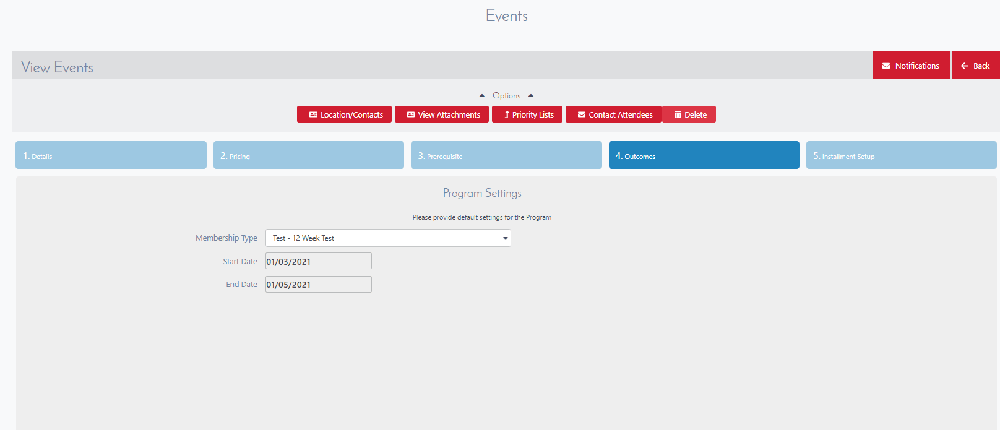 Events
View Events
Notifications
Back
Options
Location/Contacts
View Attachments
Priority Lists
Contact Attendees
Delete
1. Details
2. Pricing
3. Prerequisite
4. Outcomes
5. Installment Setup
Program Settings
Please provide default settings for the Program
Membership Type
Test - 12 Week Test
Start Date
01/03/2021
End Date
01/05/2021